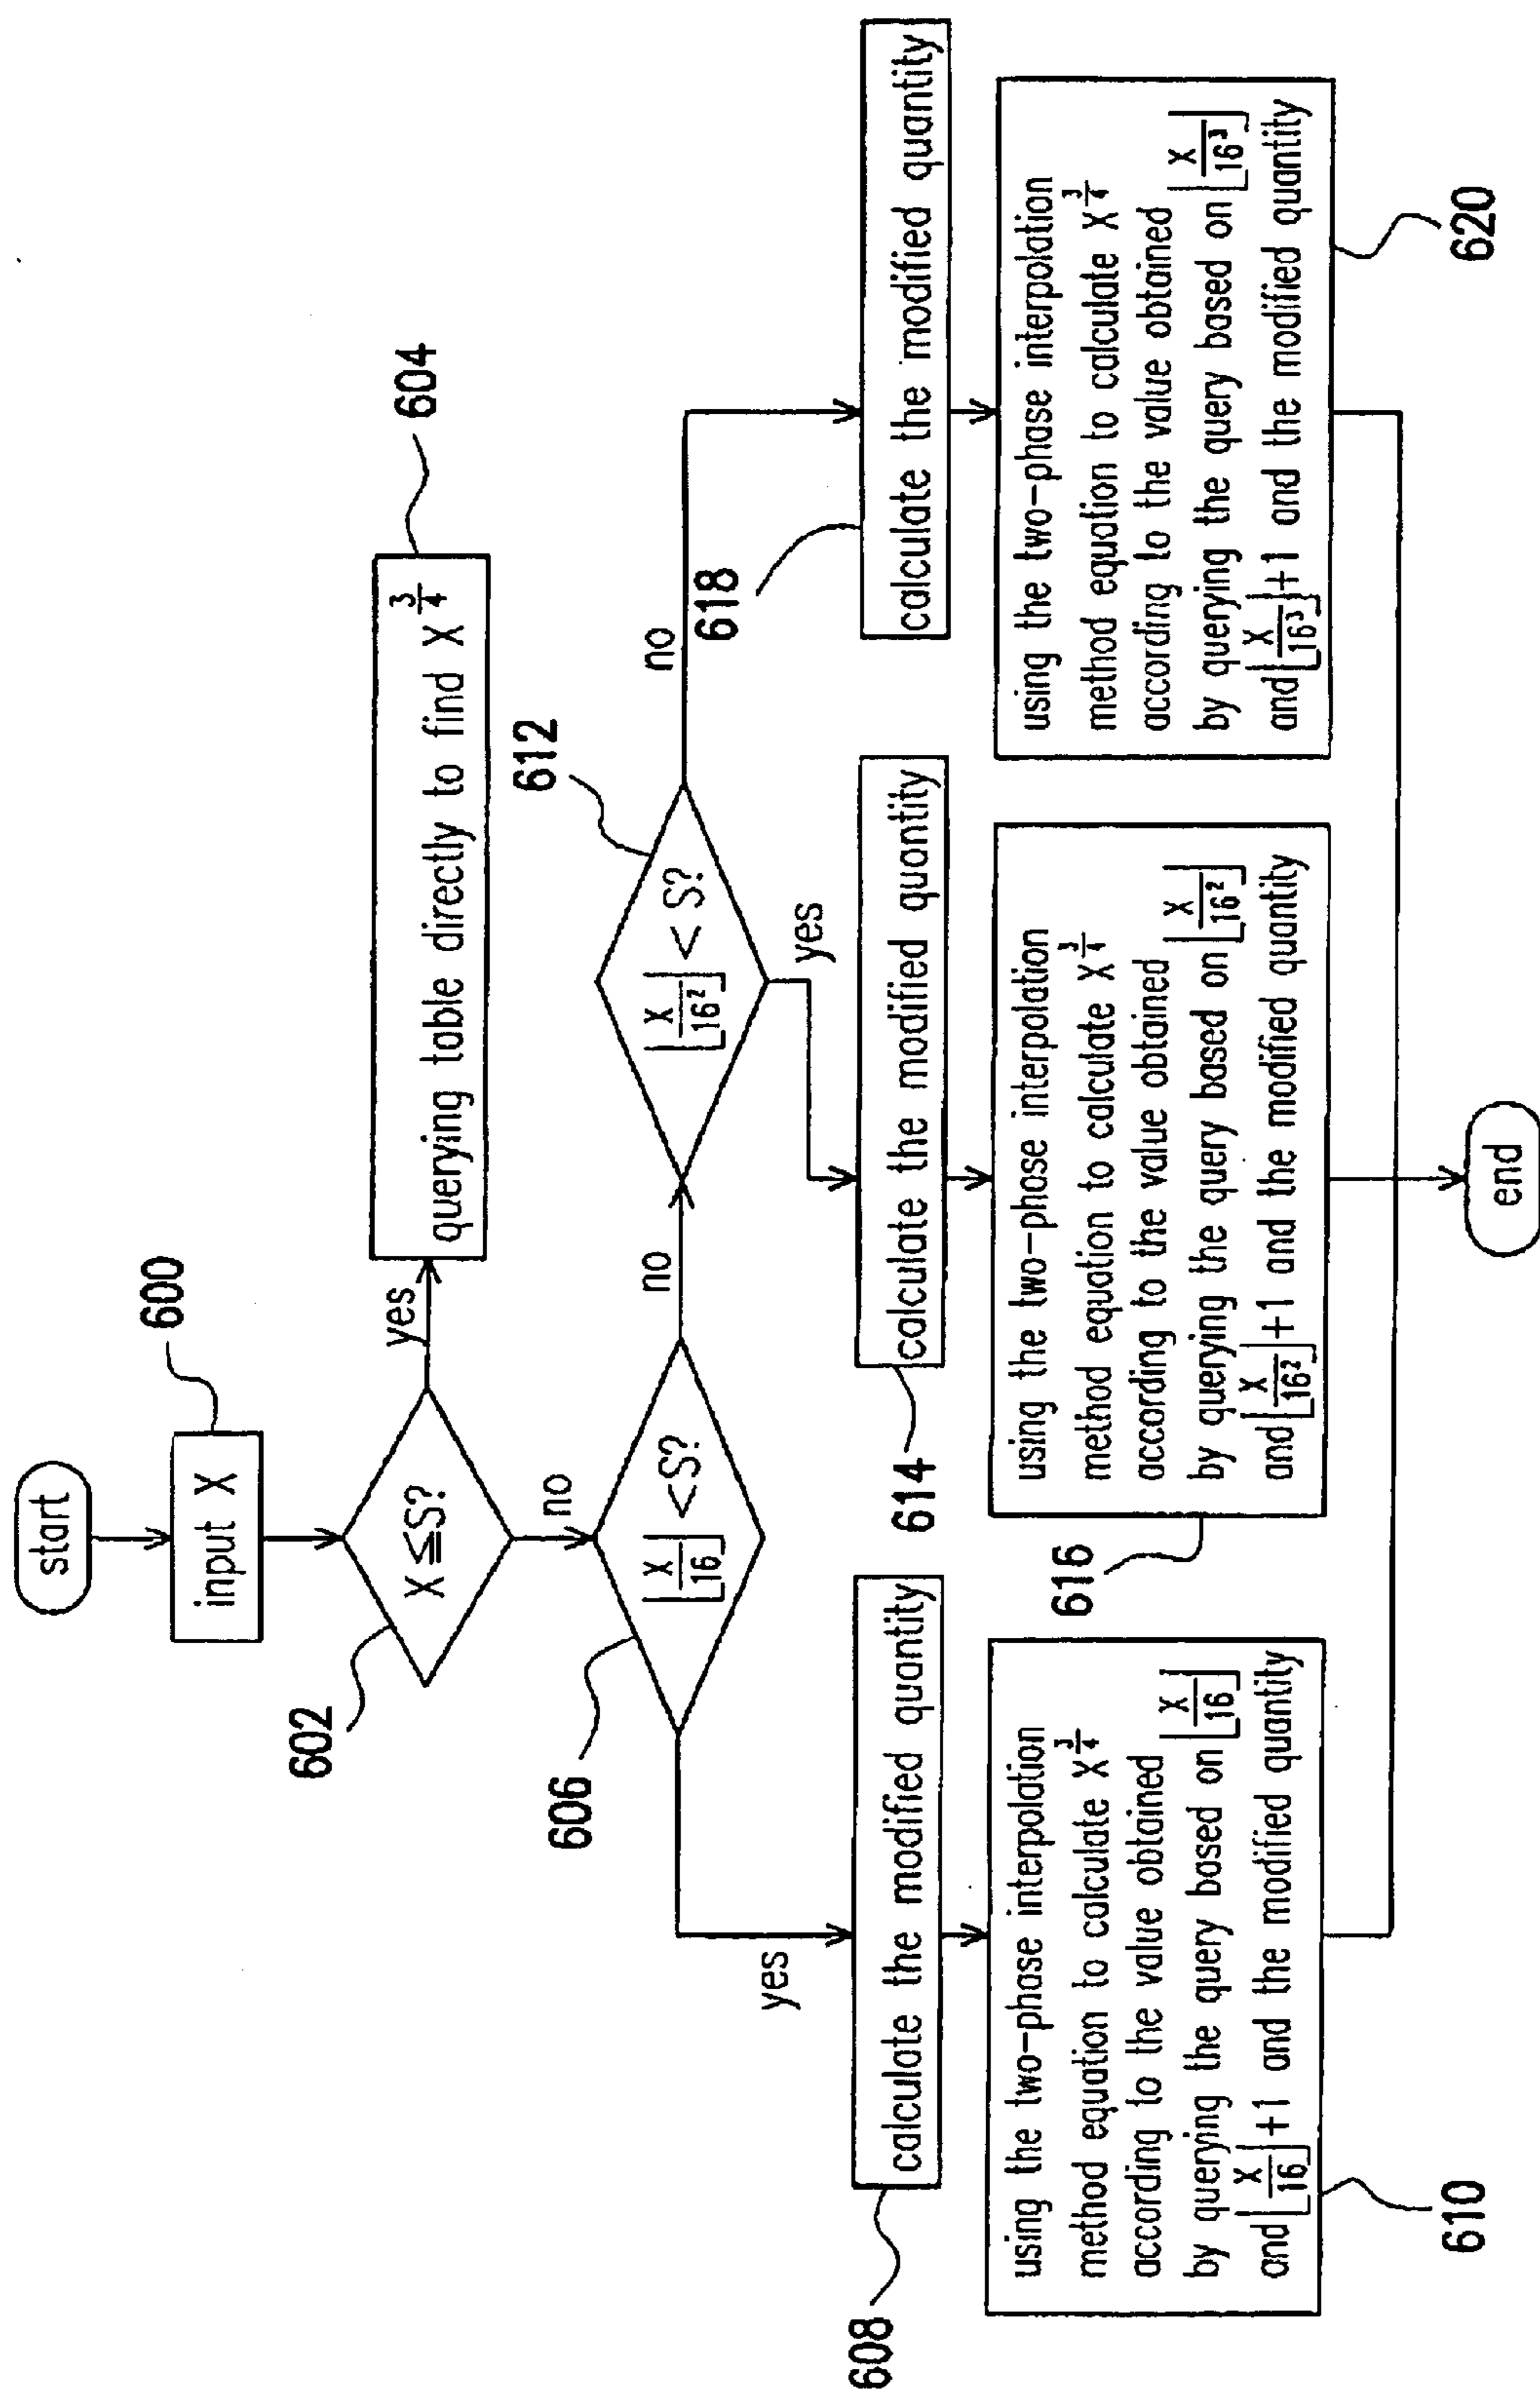 start
600
input X
602
X ≦ S?
yes
604
querying table directly to find X^{3/4}
no
606
⌊X/16⌋ < S?
no
612
⌊X/16²⌋ < S?
no
yes
yes
608
calculate the modified quantity
614
calculate the modified quantity
618
calculate the modified quantity
using the two-phase interpolation
method equation to calculate X^{3/4}
according to the value obtained
by querying the query based on ⌊X/16⌋
and ⌊X/16⌋+1 and the modified quantity
610
616
using the two-phase interpolation
method equation to calculate X^{3/4}
according to the value obtained
by querying the query based on ⌊X/16²⌋
and ⌊X/16²⌋+1 and the modified quantity
using the two-phase interpolation
method equation to calculate X^{3/4}
according to the value obtained
by querying the query based on ⌊X/16³⌋
and ⌊X/16³⌋+1 and the modified quantity
620
end